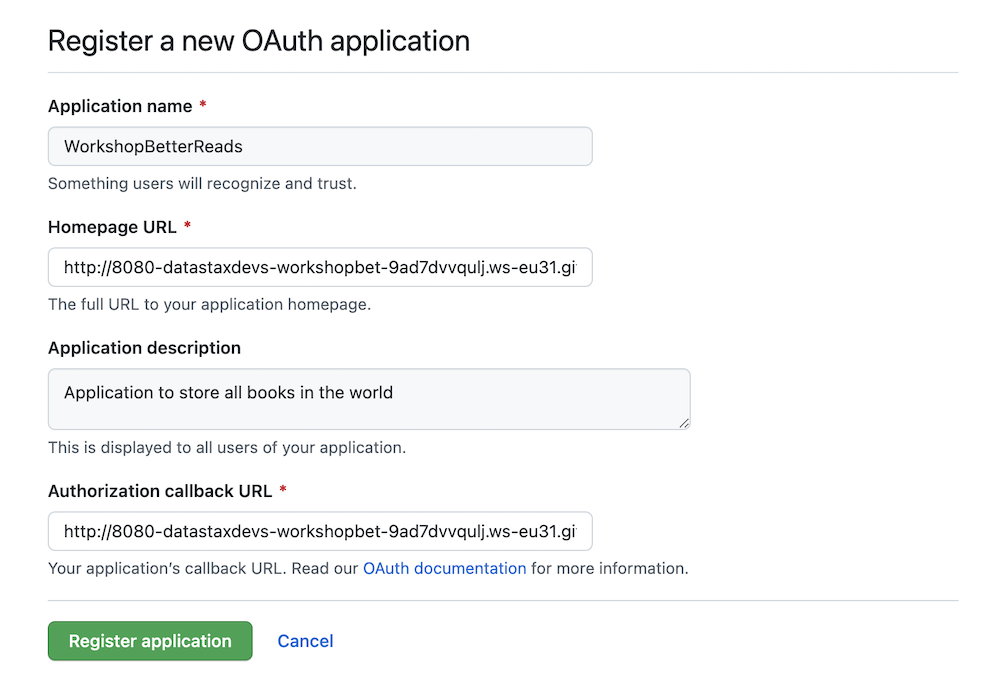 Register a new OAuth application
Application name *
WorkshopBetterReads
Something users will recognize and trust.
Homepage URL *
http://8080-datastaxdevs-workshopbet-9ad7dvvqulj.ws-eu31.gi
The full URL to your application homepage.
Application description
Application to store all books in the world
This is displayed to all users of your application.
Authorization callback URL *
http://8080-datastaxdevs-workshopbet-9ad7dvvqulj.ws-eu31.gi
Your application’s callback URL. Read our OAuth documentation for more information.
Register application Cancel